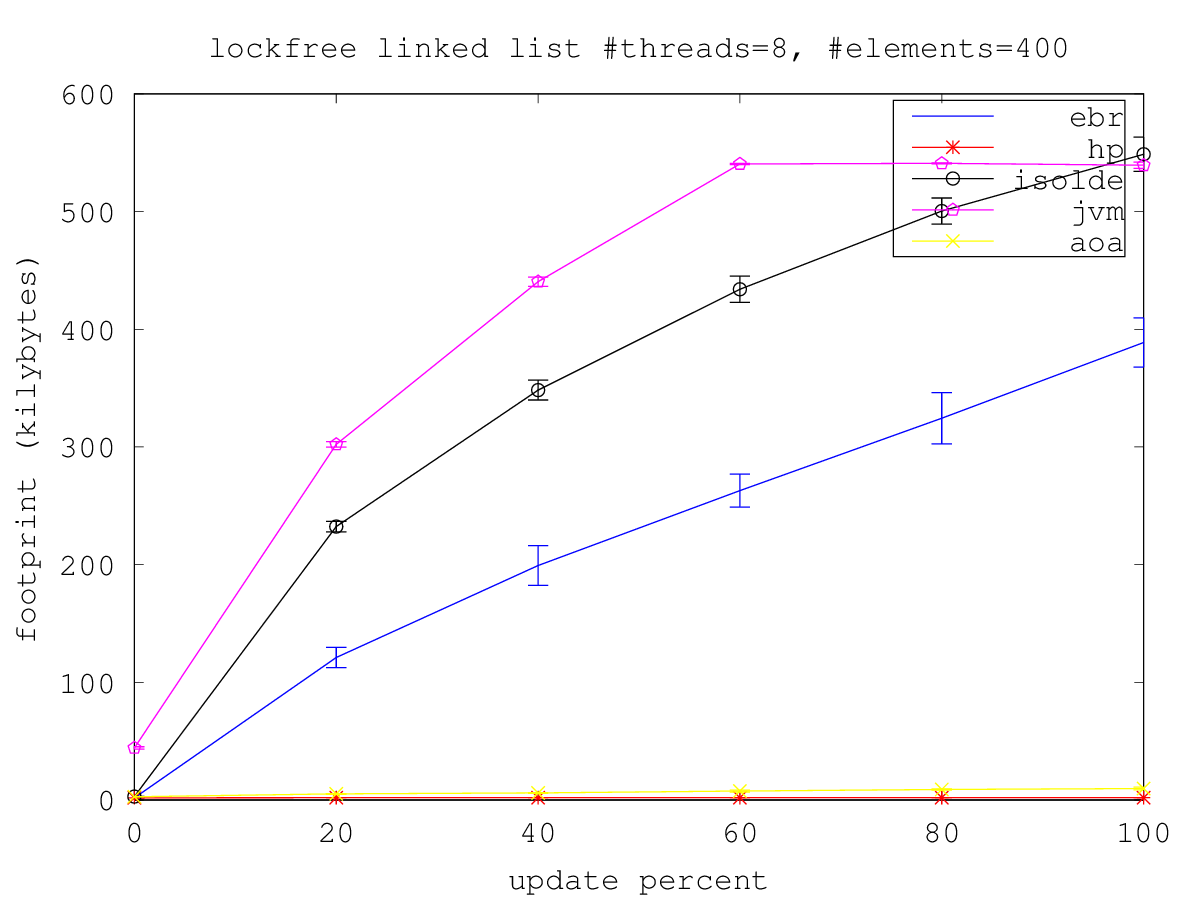 lockfree linked list #threads=8, #elements=400
600
500
400
300
200
100
0
footprint (kilybytes)
ebr
hp
isolde
jvm
aoa
0 20 40 60 80 100
update percent